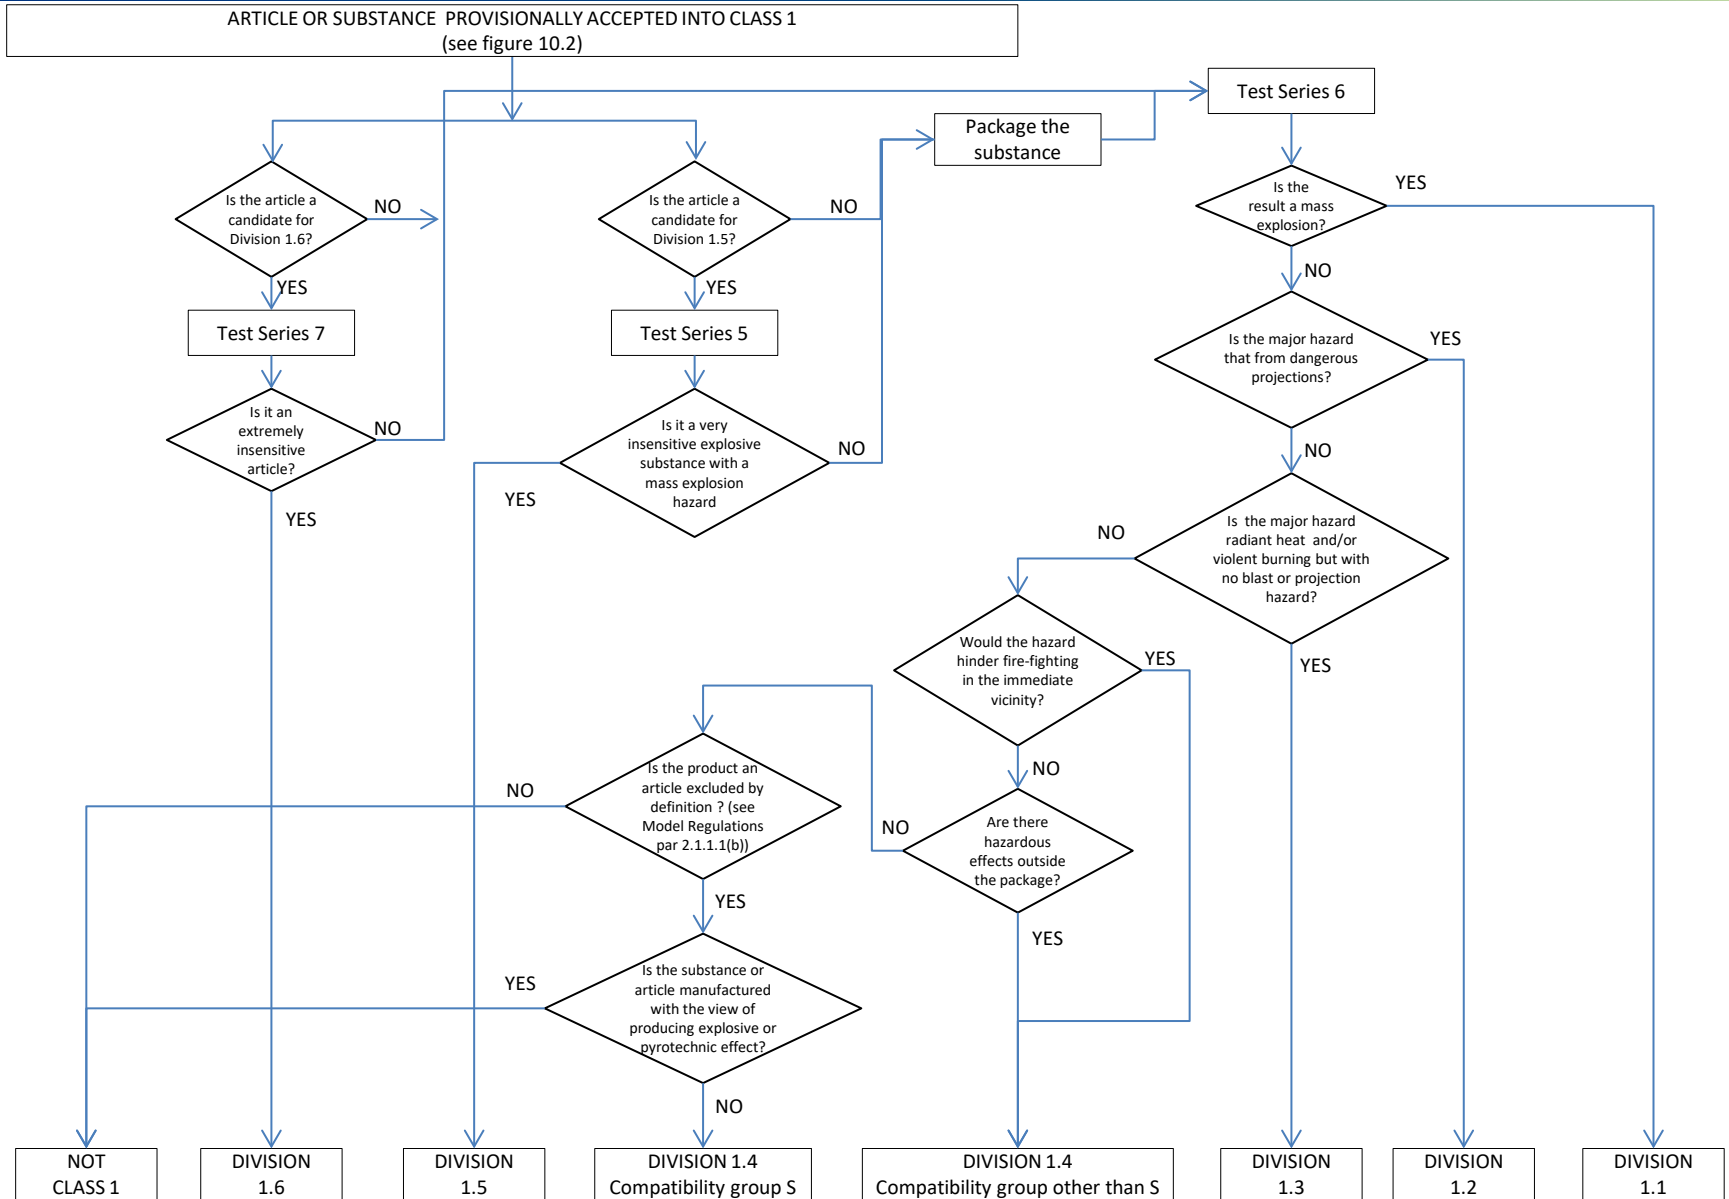 ARTICLE OR SUBSTANCE PROVISIONALLY ACCEPTED INTO CLASS 1
(see figure 10.2)
Test Series 6
Package the
substance
Is the article a
candidate for
Division 1.6?
NO
YES
Is the article a
candidate for
Division 1.5?
NO
YES
Is the
result a mass
explosion?
YES
NO
Test Series 7
Test Series 5
Is the major hazard
that from dangerous
projections?
YES
NO
Is it an
extremely
insensitive
article?
NO
YES
Is it a very
insensitive explosive
substance with a
mass explosion
hazard
NO
YES
Is the major hazard
radiant heat and/or
violent burning but with
no blast or projection
hazard?
NO
YES
Would the hazard
hinder fire-fighting
in the immediate
vicinity?
YES
NO
Is the product an
article excluded by
definition ? (see
Model Regulations
par 2.1.1.1(b))
NO
YES
Are there
hazardous
effects outside
the package?
NO
YES
Is the substance or
article manufactured
with the view of
producing explosive or
pyrotechnic effect?
YES
NO
NOT
CLASS 1
DIVISION
1.6
DIVISION
1.5
DIVISION 1.4
Compatibility group S
DIVISION 1.4
Compatibility group other than S
DIVISION
1.3
DIVISION
1.2
DIVISION
1.1